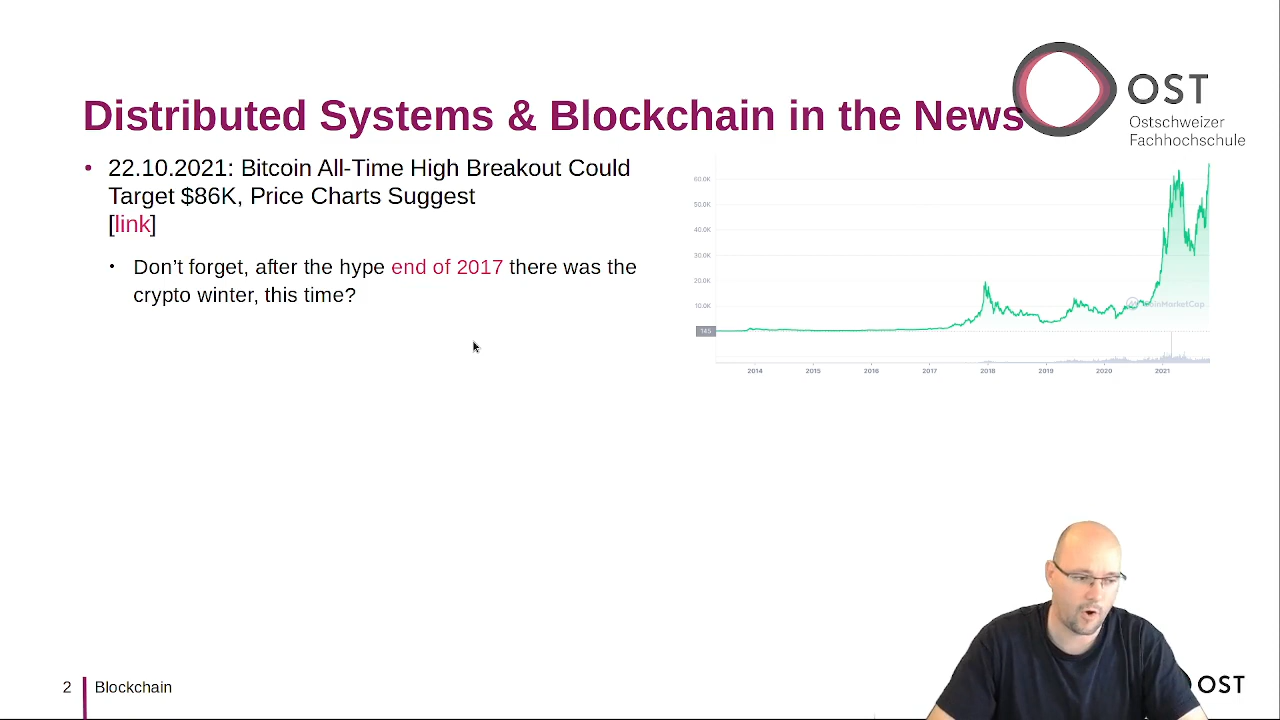 Distributed Systems & Blockchain in the News
OST
Ostschweizer
Fachhochschule
• 22.10.2021: Bitcoin All-Time High Breakout Could
Target $86K, Price Charts Suggest
[link]
• Don’t forget, after the hype end of 2017 there was the
crypto winter, this time?
60.0K
50.0K
40.0K
30.0K
20.0K
10.0K
145
CoinMarketCap
2014 2015 2016 2017 2018 2019 2020 2021
2 Blockchain
OST